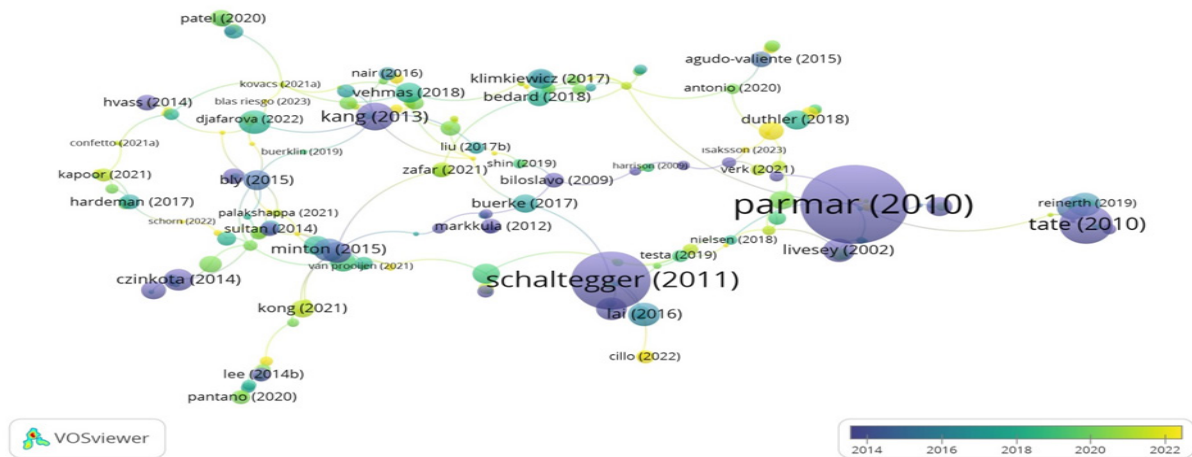 patel (2020)
agudo-valiente (2015)
nair (2016)
klimkiewicz (2017)
kovacs (2021a)
vehmas (2018)
bedard (2018)
antonio (2020)
hvass (2014)
blas riesgo (2023)
djafarova (2022)
kang (2013)
duthler (2018)
confetto (2021a)
buerklin (2019)
liu (2017b)
isaksson (2023)
kapoor (2021)
zafar (2021)
shin (2019)
harrison (2009)
verk (2021)
bly (2015)
biloslavo (2009)
hardeman (2017)
buerke (2017)
parmar (2010)
reinerth (2019)
palakshappa (2021)
schorn (2022)
sultan (2014)
markkula (2012)
tate (2010)
minton (2015)
nielsen (2018)
livesey (2002)
testa (2019)
van prooijen (2021)
czinkota (2014)
schaltegger (2011)
kong (2021)
lai (2016)
cillo (2022)
lee (2014b)
pantano (2020)
VOSviewer
2014 2016 2018 2020 2022